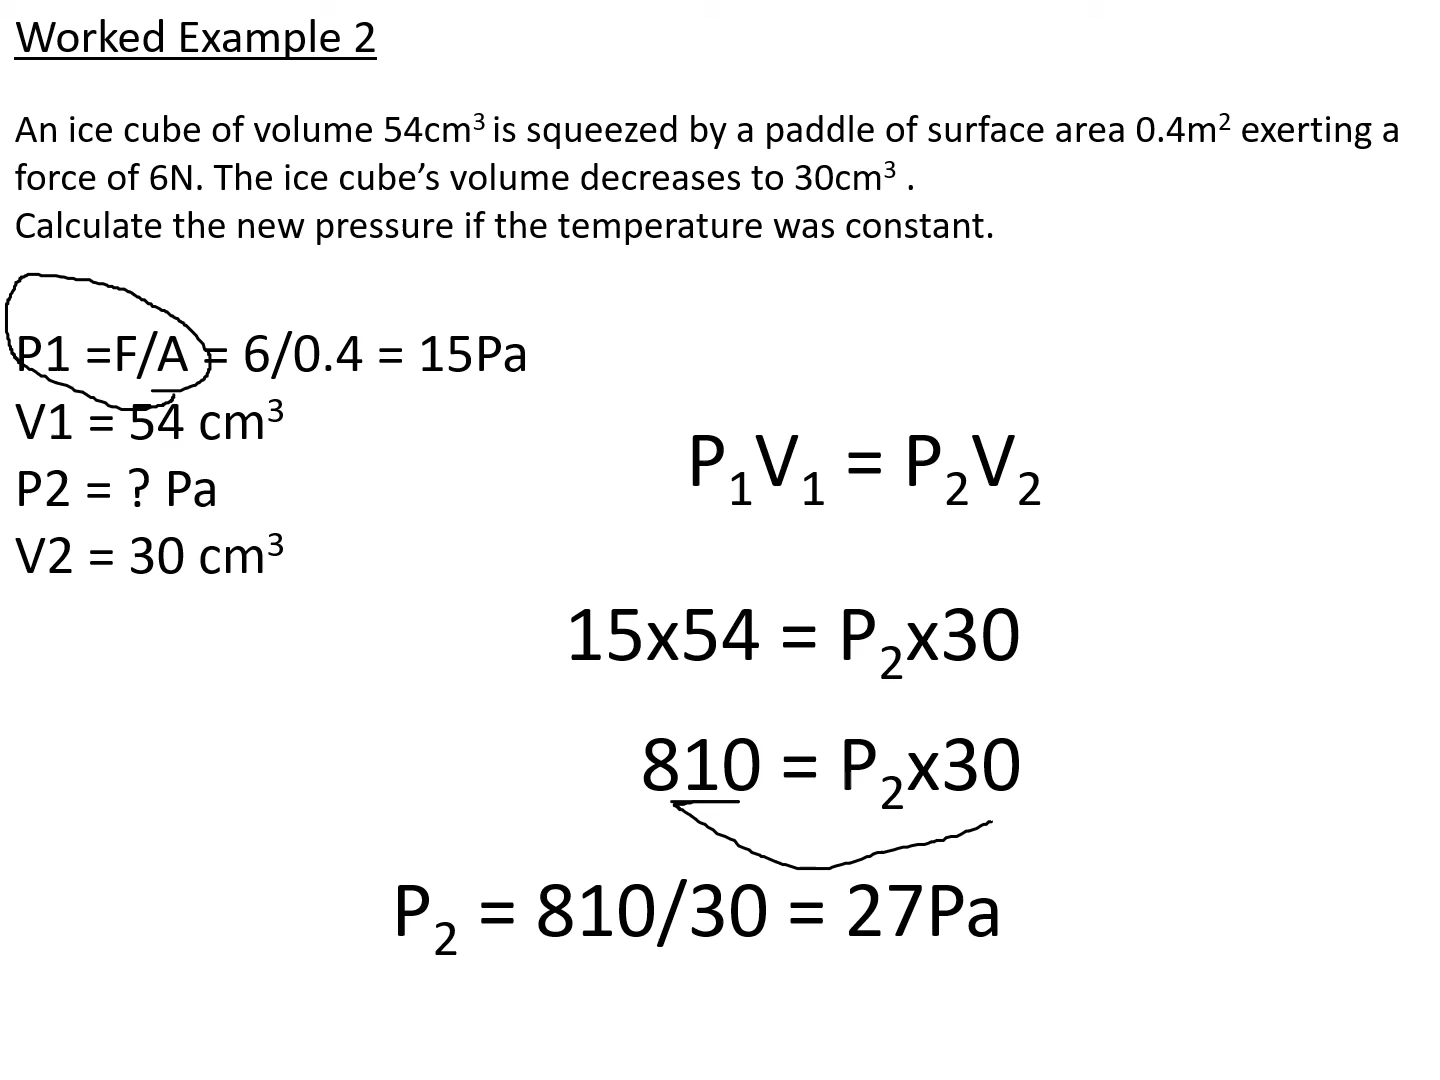 Worked Example 2
An ice cube of volume 54cm³ is squeezed by a paddle of surface area 0.4m² exerting a
force of 6N. The ice cube’s volume decreases to 30cm³ .
Calculate the new pressure if the temperature was constant.
P1 =F/A = 6/0.4 = 15Pa
V1 = 54 cm³
P2 = ? Pa
V2 = 30 cm³
P₁V₁ = P₂V₂
15x54 = P₂x30
810 = P₂x30
P₂ = 810/30 = 27Pa